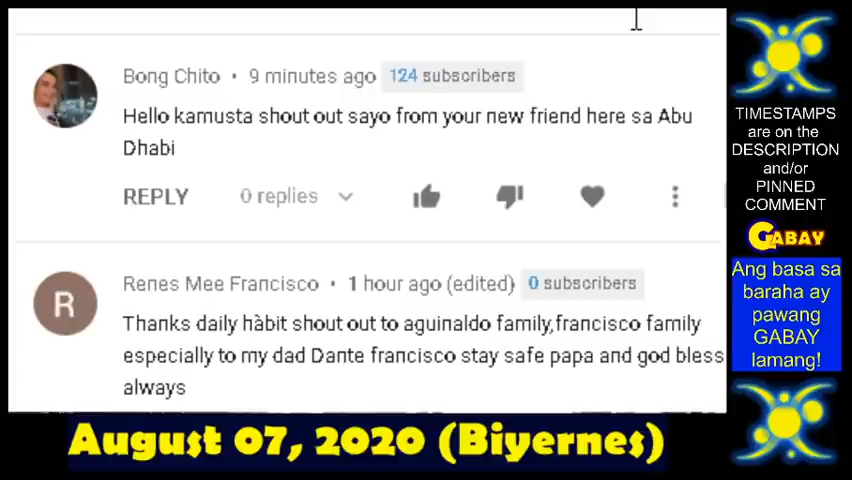 Bong Chito • 9 minutes ago 124 subscribers
Hello kamusta shout out sayo from your new friend here sa Abu
Dhabi
REPLY 0 replies
R
Renes Mee Francisco • 1 hour ago (edited) 0 subscribers
Thanks daily hàbit shout out to aguinaldo family,francisco family
especially to my dad Dante francisco stay safe papa and god bless
always
TIMESTAMPS
are on the
DESCRIPTION
and/or
PINNED
COMMENT
GABAY
Ang basa sa
baraha ay
pawang
GABAY
lamang!
August 07, 2020 (Biyernes)